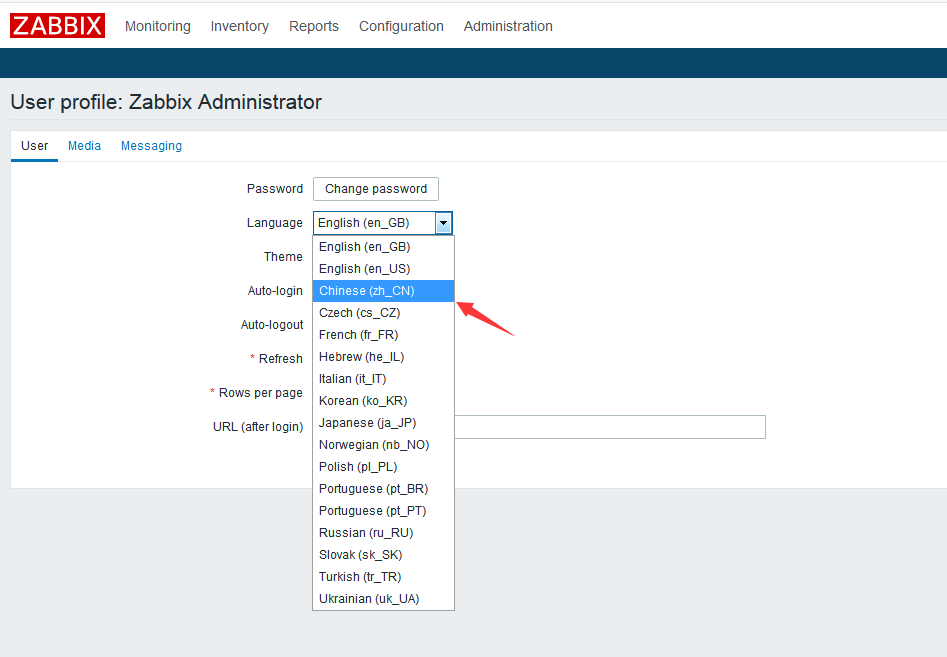 ZABBIX Monitoring Inventory Reports Configuration Administration
User profile: Zabbix Administrator
User Media Messaging
Password Change password
Language English (en_GB)
English (en_GB)
Theme
English (en_US)
Auto-login Chinese (zh_CN)
Czech (cs_CZ)
Auto-logout
French (fr_FR)
* Refresh Hebrew (he_IL)
Italian (it_IT)
* Rows per page
Korean (ko_KR)
URL (after login) Japanese (ja_JP)
Norwegian (nb_NO)
Polish (pl_PL)
Portuguese (pt_BR)
Portuguese (pt_PT)
Russian (ru_RU)
Slovak (sk_SK)
Turkish (tr_TR)
Ukrainian (uk_UA)